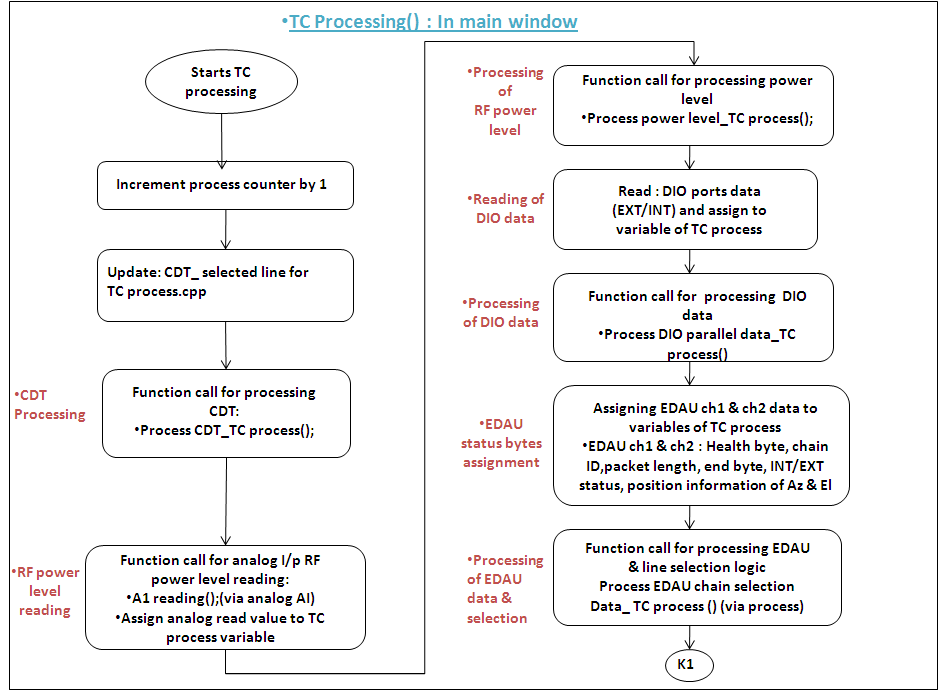 •TC Processing() : In main window
Starts TC
processing
Increment process counter by 1
Update: CDT_ selected line for
TC process.cpp
•CDT
Processing
Function call for processing
CDT:
•Process CDT_TC process();
•RF power
level
reading
Function call for analog I/p RF
power level reading:
•A1 reading();(via analog AI)
•Assign analog read value to TC
process variable
•Processing
of
RF power
level
Function call for processing power
level
•Process power level_TC process();
•Reading of
DIO data
Read : DIO ports data
(EXT/INT) and assign to
variable of TC process
•Processing
of DIO data
Function call for processing DIO
data
•Process DIO parallel data_TC
process()
•EDAU
status bytes
assignment
Assigning EDAU ch1 & ch2 data to
variables of TC process
•EDAU ch1 & ch2 : Health byte, chain
ID,packet length, end byte, INT/EXT
status, position information of Az & El
•Processing
of EDAU
data &
selection
Function call for processing EDAU
& line selection logic
Process EDAU chain selection
Data_ TC process () (via process)
K1